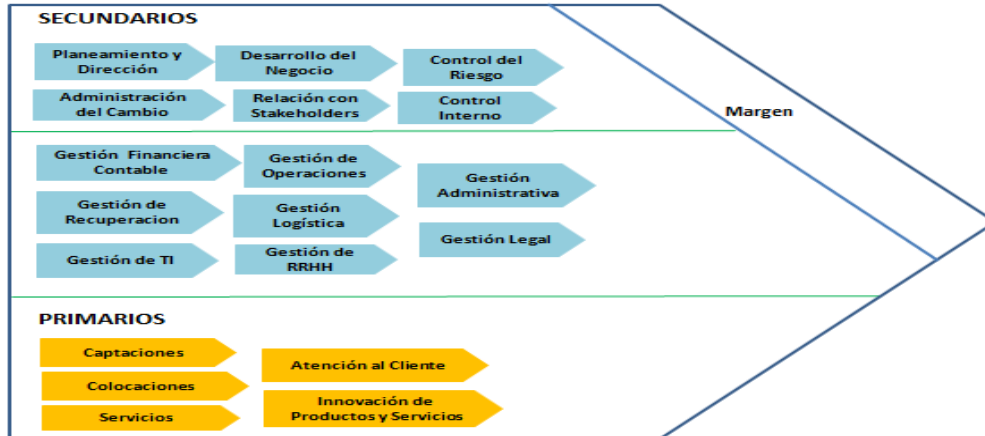 SECUNDARIOS
Planeamiento y
Dirección
Desarrollo del
Negocio
Control del
Riesgo
Administración
del Cambio
Relación con
Stakeholders
Control
Interno
Margen
Gestión Financiera
Contable
Gestión de
Operaciones
Gestión
Administrativa
Gestión de
Recuperacion
Gestión
Logística
Gestión Legal
Gestión de TI
Gestión de
RRHH
PRIMARIOS
Captaciones
Atención al Cliente
Colocaciones
Innovación de
Productos y Servicios
Servicios